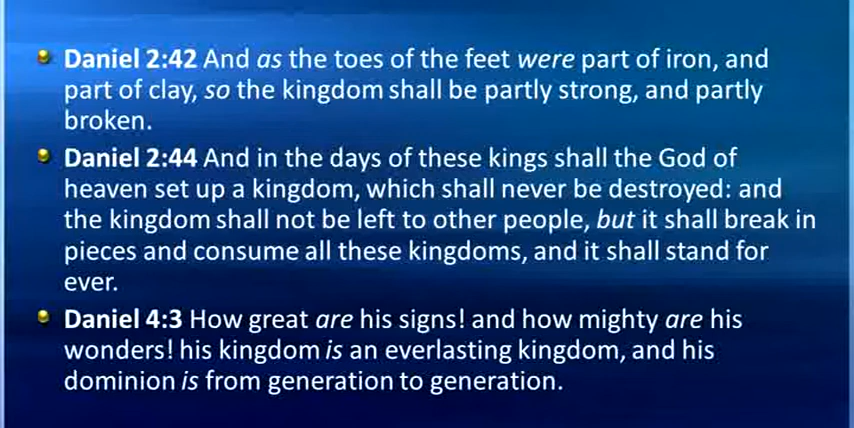 Daniel 2:42 And as the toes of the feet were part of iron, and
part of clay, so the kingdom shall be partly strong, and partly
broken.
Daniel 2:44 And in the days of these kings shall the God of
heaven set up a kingdom, which shall never be destroyed: and
the kingdom shall not be left to other people, but it shall break in
pieces and consume all these kingdoms, and it shall stand for
ever.
Daniel 4:3 How great are his signs! and how mighty are his
wonders! his kingdom is an everlasting kingdom, and his
dominion is from generation to generation.